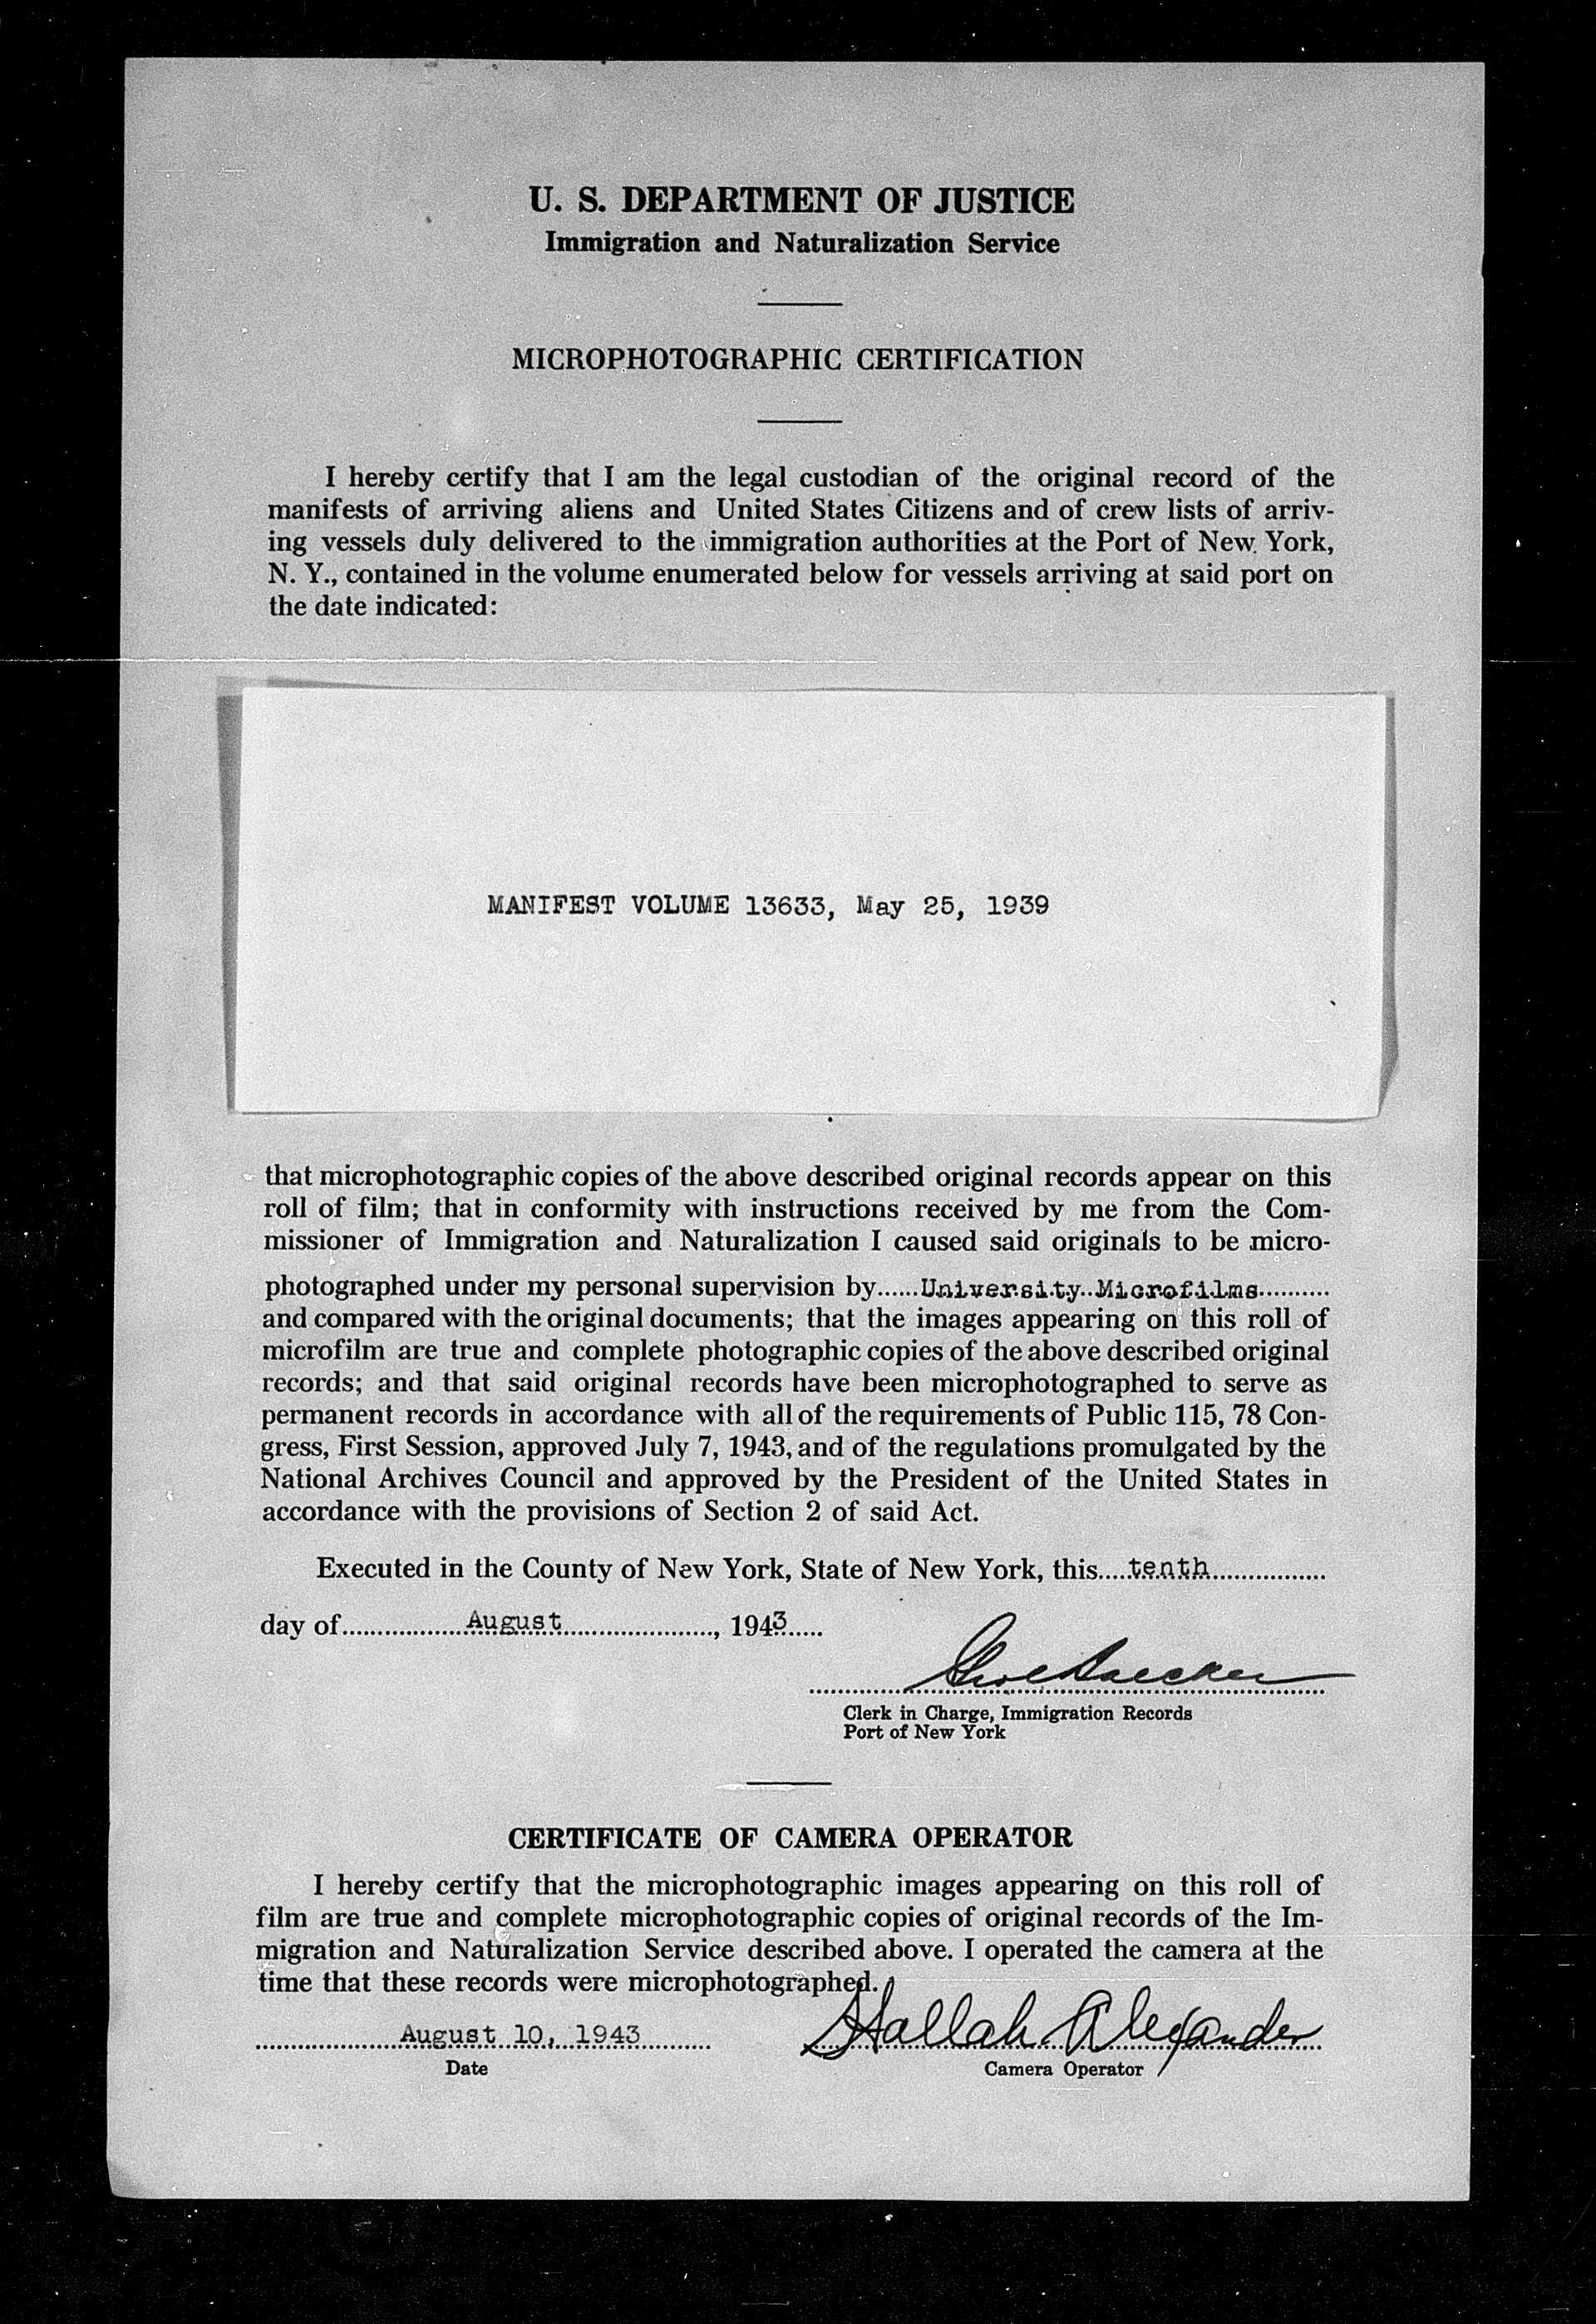 U. S. DEPARTMENT OF JUSTICE
Immigration and Naturalization Service
MICROPHOTOGRAPHIC CERTIFICATION
I hereby certify that I am the legal custodian of the original record of the
manifests of arriving aliens and United States Citizens and of crew lists of arriv-
ing vessels duly delivered to the immigration authorities at the Port of New York,
N. Y., contained in the volume enumerated below for vessels arriving at said port on
the date indicated:
MANIFEST VOLUME 13633, May 25, 1939
that microphotographic copies of the above described original records appear on this
roll of film; that in conformity with instructions received by me from the Com-
missioner of Immigration and Naturalization I caused said originals to be micro-
photographed under my personal supervision by......University Microfilms..........
and compared with the original documents; that the images appearing on this roll of
microfilm are true and complete photographic copies of the above described original
records; and that said original records have been microphotographed to serve as
permanent records in accordance with all of the requirements of Public 115, 78 Con-
gress, First Session, approved July 7, 1943, and of the regulations promulgated by the
National Archives Council and approved by the President of the United States in
accordance with the provisions of Section 2 of said Act.
Executed in the County of New York, State of New York, this....tenth................
day of..................August......................, 1943.....
Clerk in Charge, Immigration Records
Port of New York
CERTIFICATE OF CAMERA OPERATOR
I hereby certify that the microphotographic images appearing on this roll of
film are true and complete microphotographic copies of original records of the Im-
migration and Naturalization Service described above. I operated the camera at the
time that these records were microphotographed.
August 10, 1943 Hallah Alexander
Date Camera Operator